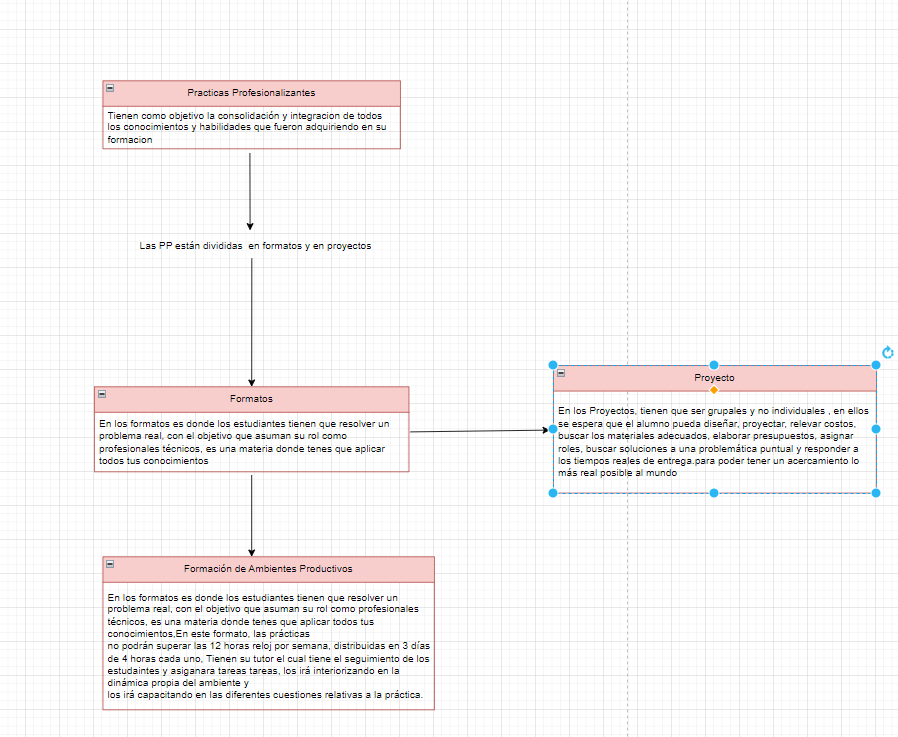 Practicas Profesionalizantes
Tienen como objetivo la consolidación y integracion de todos
los conocimientos y habilidades que fueron adquiriendo en su
formacion
Las PP están divididas  en formatos y en proyectos
Formatos
En los formatos es donde los estudiantes tienen que resolver un
problema real, con el objetivo que asuman su rol como
profesionales técnicos, es una materia donde tenes que aplicar
todos tus conocimientos
Proyecto
En los Proyectos, tienen que ser grupales y no individuales , en ellos
se espera que el alumno pueda diseñar, proyectar, relevar costos,
buscar los materiales adecuados, elaborar presupuestos, asignar
roles, buscar soluciones a una problemática puntual y responder a
los tiempos reales de entrega.para poder tener un acercamiento lo
más real posible al mundo
Formación de Ambientes Productivos
En los formatos es donde los estudiantes tienen que resolver un
problema real, con el objetivo que asuman su rol como profesionales
técnicos, es una materia donde tenes que aplicar todos tus
conocimientos,En este formato, las prácticas
no podrán superar las 12 horas reloj por semana, distribuidas en 3 días
de 4 horas cada uno, Tienen su tutor el cual tiene el seguimiento de los
estudaintes y asiganara tareas tareas, los irá interiorizando en la
dinámica propia del ambiente y
los irá capacitando en las diferentes cuestiones relativas a la práctica.